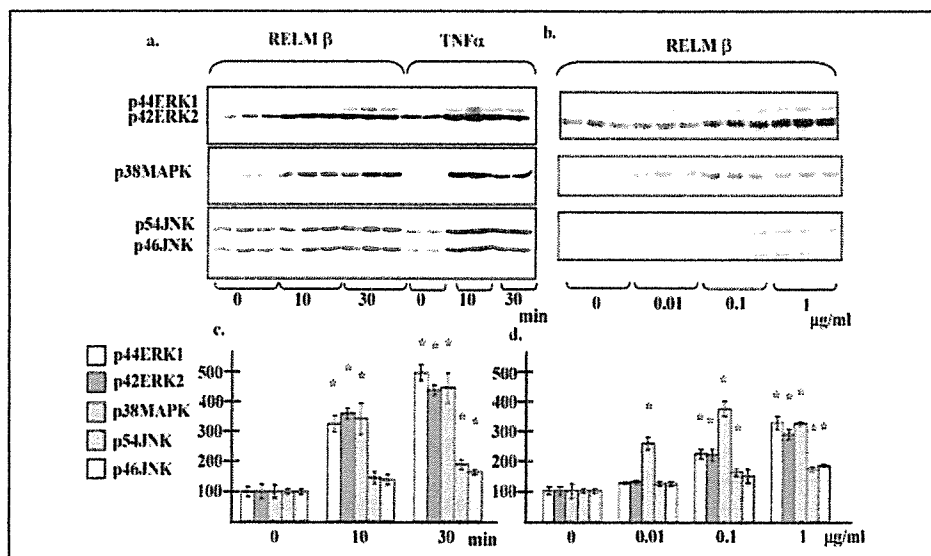 a.
RELM β
TNFα
p44ERK1
p42ERK2
p38MAPK
p54JNK
p46JNK
0 10 30 0 10 30
min
b.
RELM β
0 0.01 0.1 1
µg/ml
c.
p44ERK1
p42ERK2
p38MAPK
p54JNK
p46JNK
500
400
300
200
100
0 10 30 min
d.
500
400
300
200
100
0 0.01 0.1 1 µg/ml